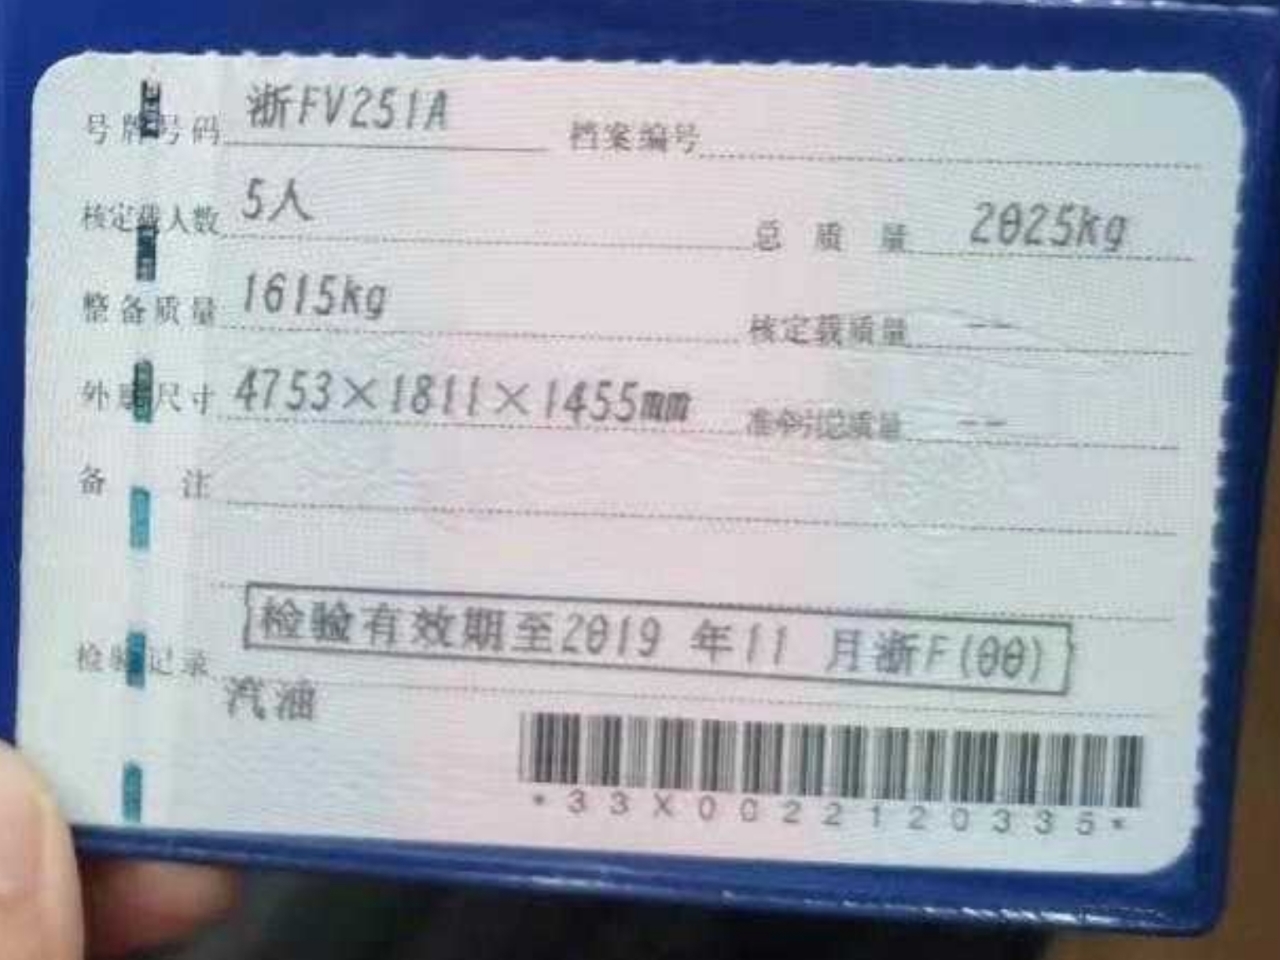 号牌号码 浙FV251A 档案编号
核定载人数 5人 总质量 2025kg
整备质量 1615kg 核定载质量 --
外廓尺寸 4753×1811×1455mm 准牵引总质量 --
备注
检验有效期至2019年11月浙F(00)
检验记录
汽油
*33X0022120335*